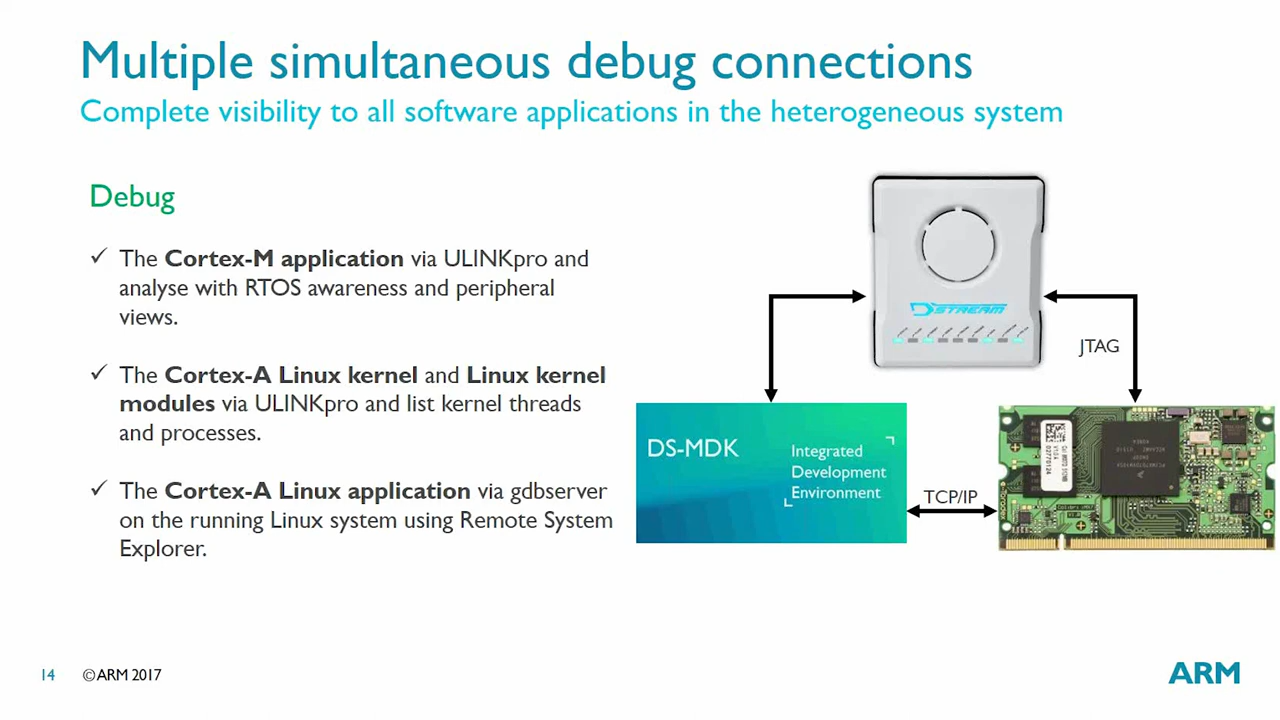 Multiple simultaneous debug connections
Complete visibility to all software applications in the heterogeneous system
Debug
✓ The Cortex-M application via ULINKpro and
analyse with RTOS awareness and peripheral
views.
✓ The Cortex-A Linux kernel and Linux kernel
modules via ULINKpro and list kernel threads
and processes.
✓ The Cortex-A Linux application via gdbserver
on the running Linux system using Remote System
Explorer.
DSTREAM
JTAG
DS-MDK
Integrated
Development
Environment
TCP/IP
14 © ARM 2017
ARM